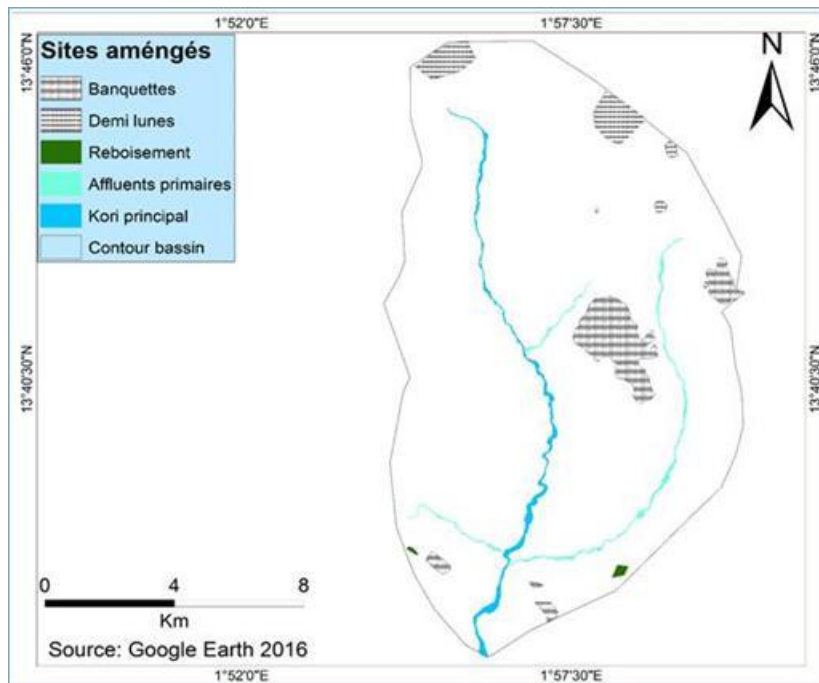 1°52'0"E
1°57'30"E
13°46'0"N
13°46'0"N
Sites améngés
Banquettes
Demi lunes
Reboisement
Affluents primaires
Kori principal
Contour bassin
N
13°40'30"N
13°40'30"N
0 4 8
Km
Source: Google Earth 2016
1°52'0"E
1°57'30"E